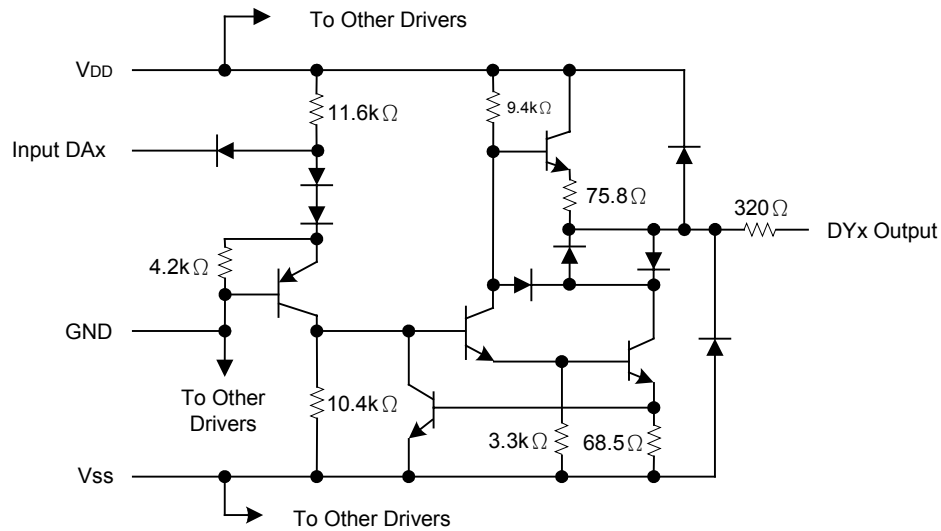 To Other Drivers
VDD
11.6kΩ
9.4kΩ
Input DAx
75.8Ω
320Ω
DYx Output
4.2kΩ
GND
To Other
Drivers
10.4kΩ
3.3kΩ
68.5Ω
Vss
To Other Drivers